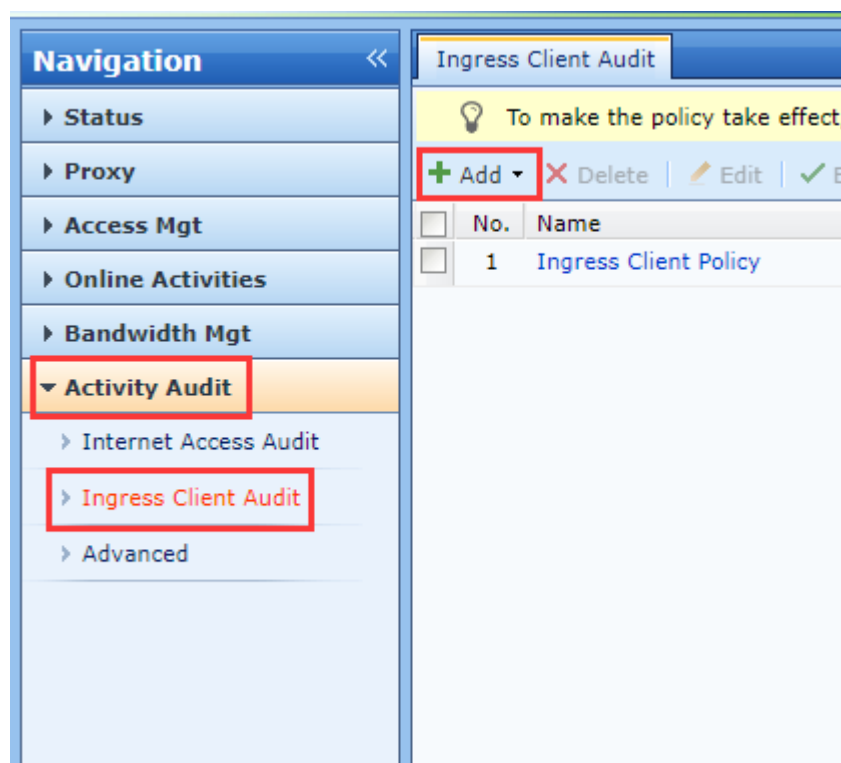 Navigation
Status
Proxy
Access Mgt
Online Activities
Bandwidth Mgt
Activity Audit
Internet Access Audit
Ingress Client Audit
Advanced
Ingress Client Audit
To make the policy take effect,
Add Delete Edit
No. Name
1 Ingress Client Policy